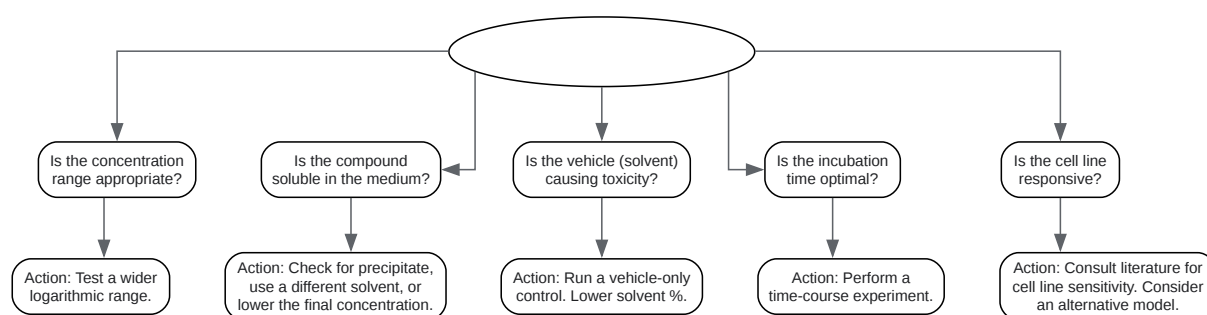 Is the concentration
range appropriate?
Is the compound
soluble in the medium?
Is the vehicle (solvent)
causing toxicity?
Is the incubation
time optimal?
Is the cell line
responsive?
Action: Test a wider
logarithmic range.
Action: Check for precipitate,
use a different solvent, or
lower the final concentration.
Action: Run a vehicle-only
control. Lower solvent %.
Action: Perform a
time-course experiment.
Action: Consult literature for
cell line sensitivity. Consider
an alternative model.